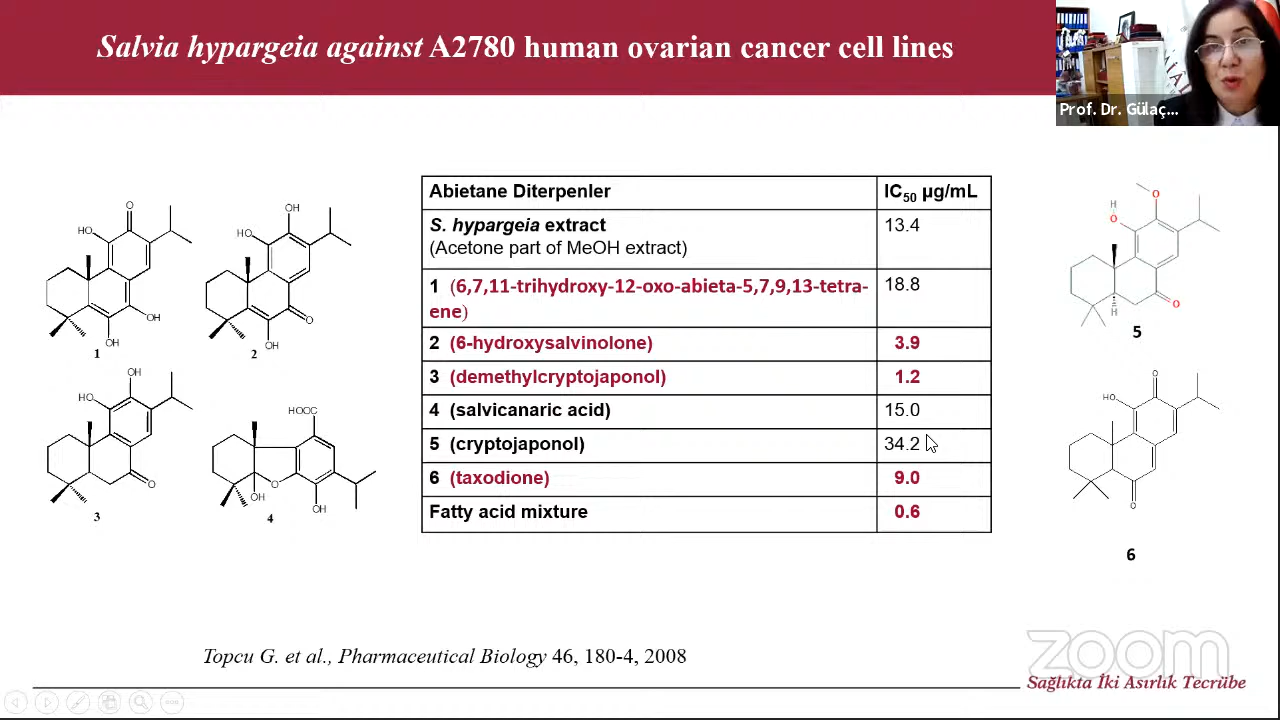 Salvia hypargeia against A2780 human ovarian cancer cell lines
Prof. Dr. Gülaç...
O
HO
OH
OH
1
OH
HO
O
OH
2
OH
HO
O
3
HOOC
O
OH
OH
4
Abietane Diterpenler IC50 µg/mL
S. hypargeia extract 13.4
(Acetone part of MeOH extract)
1 (6,7,11-trihydroxy-12-oxo-abieta-5,7,9,13-tetra- 18.8
ene)
2 (6-hydroxysalvinolone) 3.9
3 (demethylcryptojaponol) 1.2
4 (salvicanaric acid) 15.0
5 (cryptojaponol) 34.2
6 (taxodione) 9.0
Fatty acid mixture 0.6
O
H
O
O
H
5
O
HO
O
6
Topcu G. et al., Pharmaceutical Biology 46, 180-4, 2008
zoom
Sağlıkta İki Asırlık Tecrübe